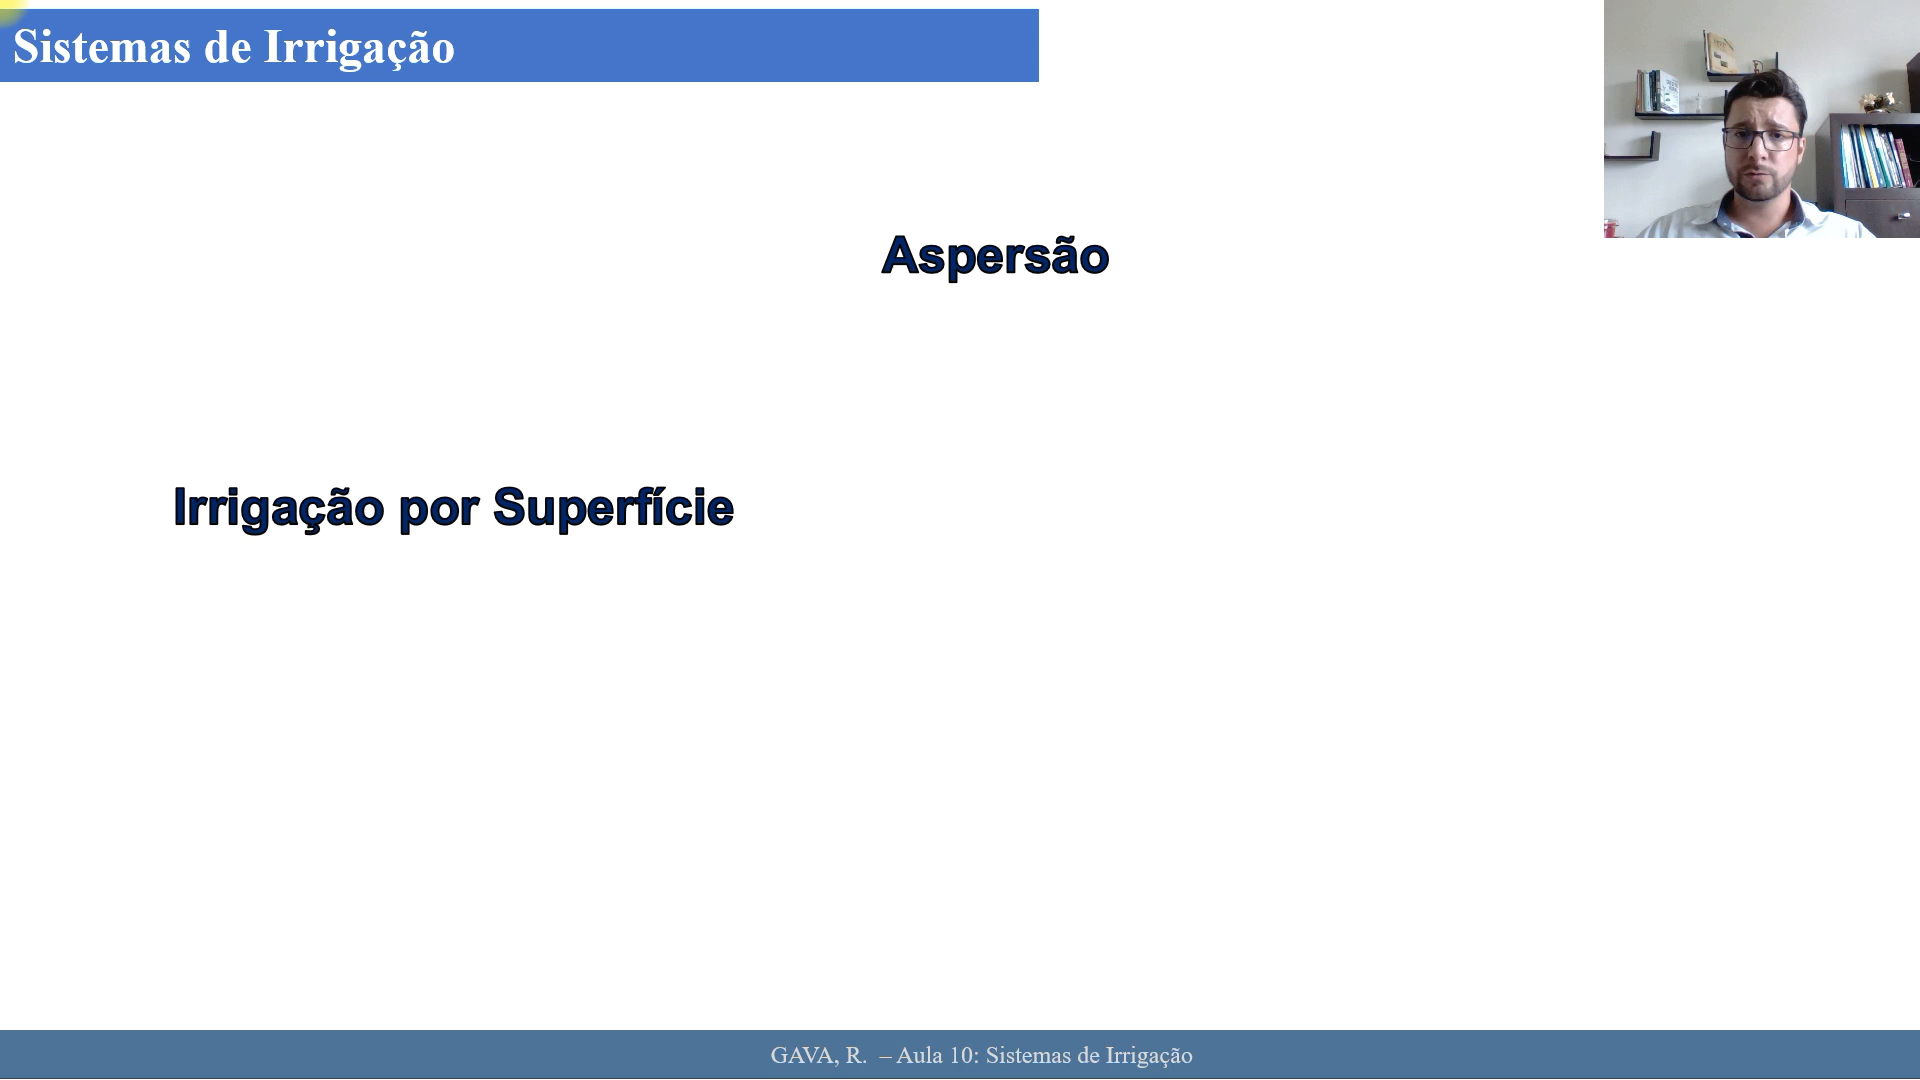 Sistemas de Irrigação
Aspersão
Irrigação por Superfície
GAVA, R. – Aula 10: Sistemas de Irrigação